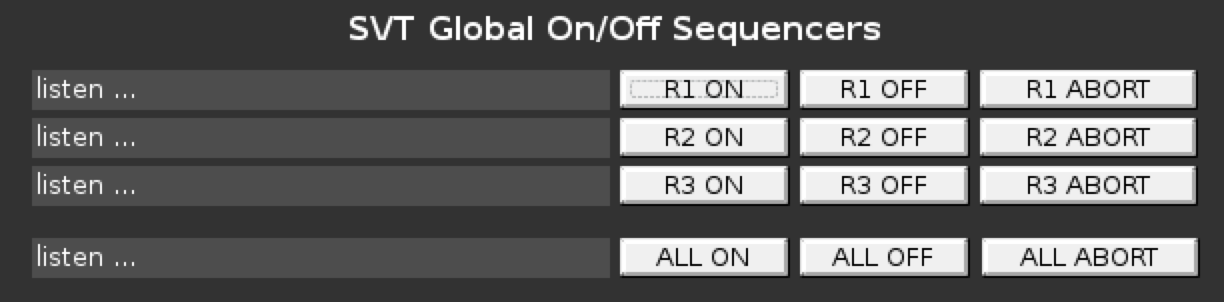 SVT Global On/Off Sequencers
listen ... R1 ON R1 OFF R1 ABORT
listen ... R2 ON R2 OFF R2 ABORT
listen ... R3 ON R3 OFF R3 ABORT
listen ... ALL ON ALL OFF ALL ABORT